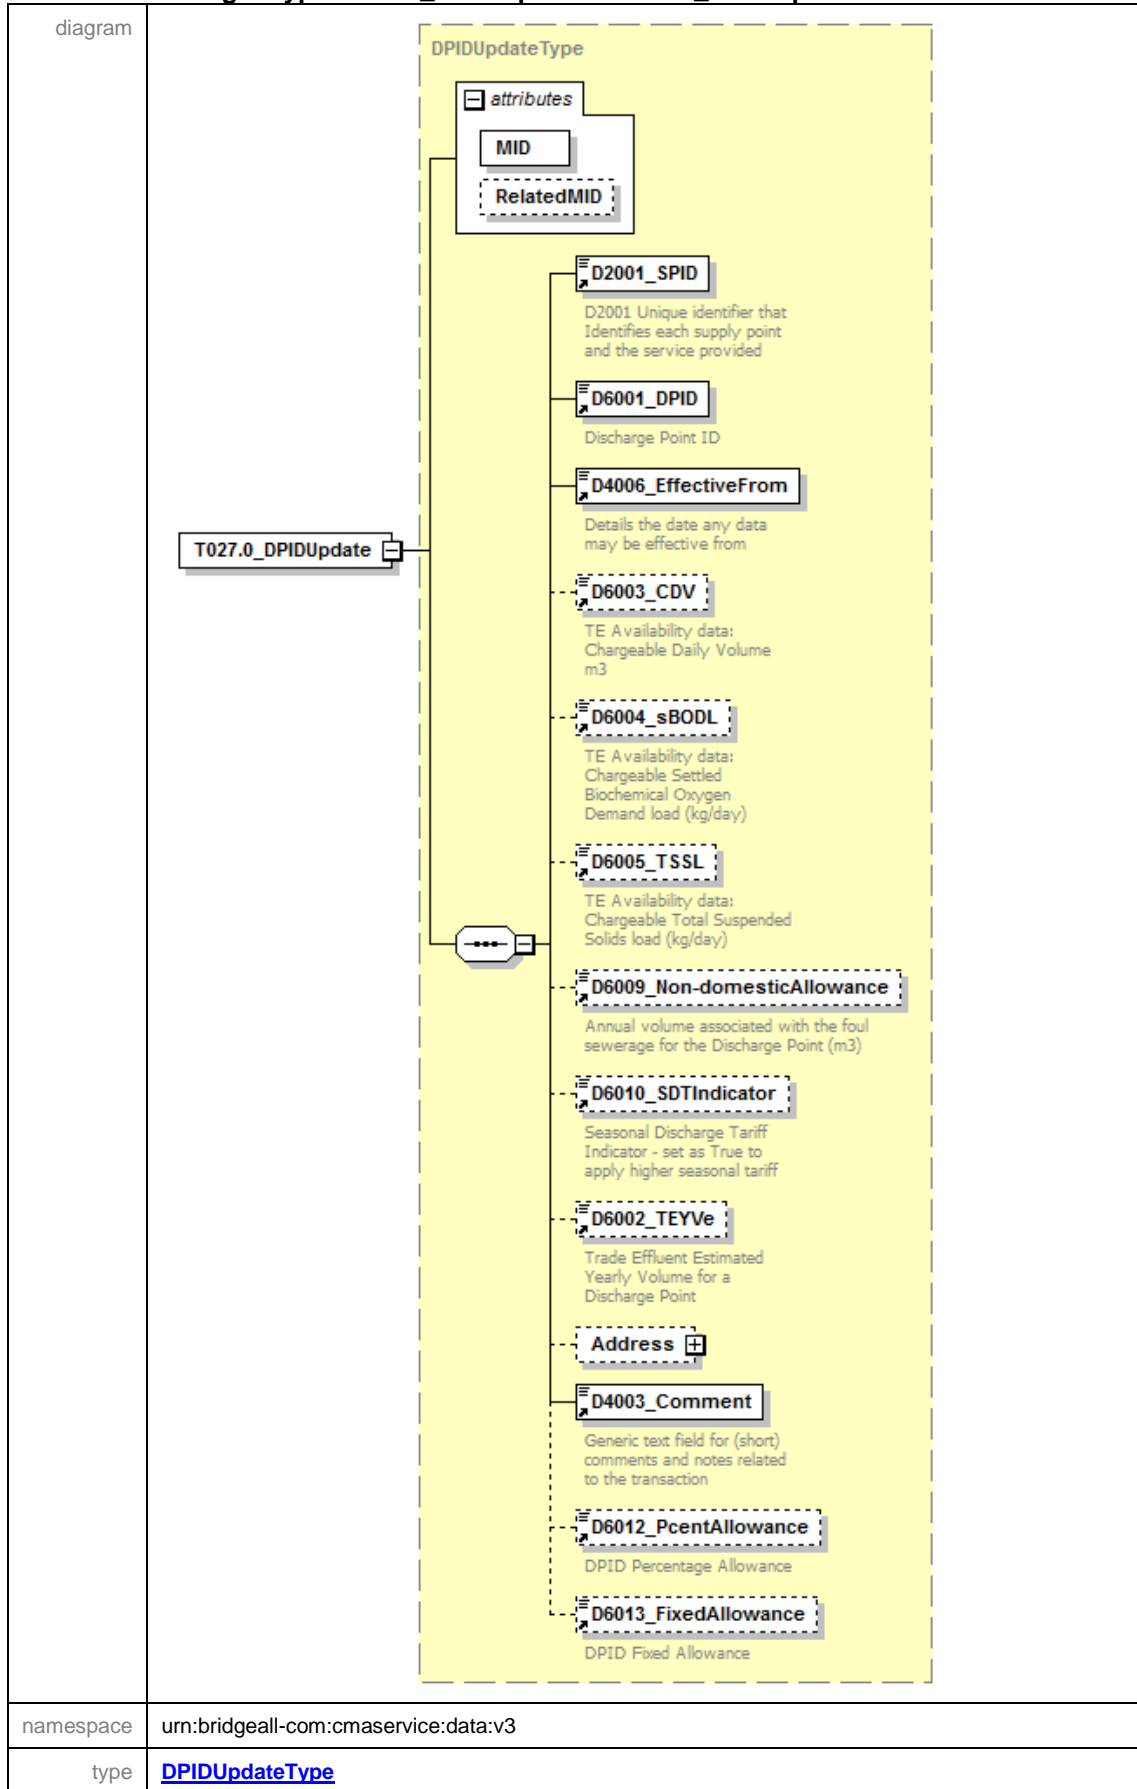 diagram
DPIDUpdateType
attributes
MID
RelatedMID
D2001_SPID
D2001 Unique identifier that
Identifies each supply point
and the service provided
D6001_DPID
Discharge Point ID
D4006_EffectiveFrom
Details the date any data
may be effective from
T027.0_DPIDUpdate
D6003_CDV
TE Availability data:
Chargeable Daily Volume
m3
D6004_sBODL
TE Availability data:
Chargeable Settled
Biochemical Oxygen
Demand load (kg/day)
D6005_TSSL
TE Availability data:
Chargeable Total Suspended
Solids load (kg/day)
D6009_Non-domesticAllowance
Annual volume associated with the foul
sewerage for the Discharge Point (m3)
D6010_SDTIndicator
Seasonal Discharge Tariff
Indicator - set as True to
apply higher seasonal tariff
D6002_TEYVe
Trade Effluent Estimated
Yearly Volume for a
Discharge Point
Address
D4003_Comment
Generic text field for (short)
comments and notes related
to the transaction
D6012_PcentAllowance
DPID Percentage Allowance
D6013_FixedAllowance
DPID Fixed Allowance
namespace urn:bridgeall-com:cmaservice:data:v3
type DPIDUpdateType